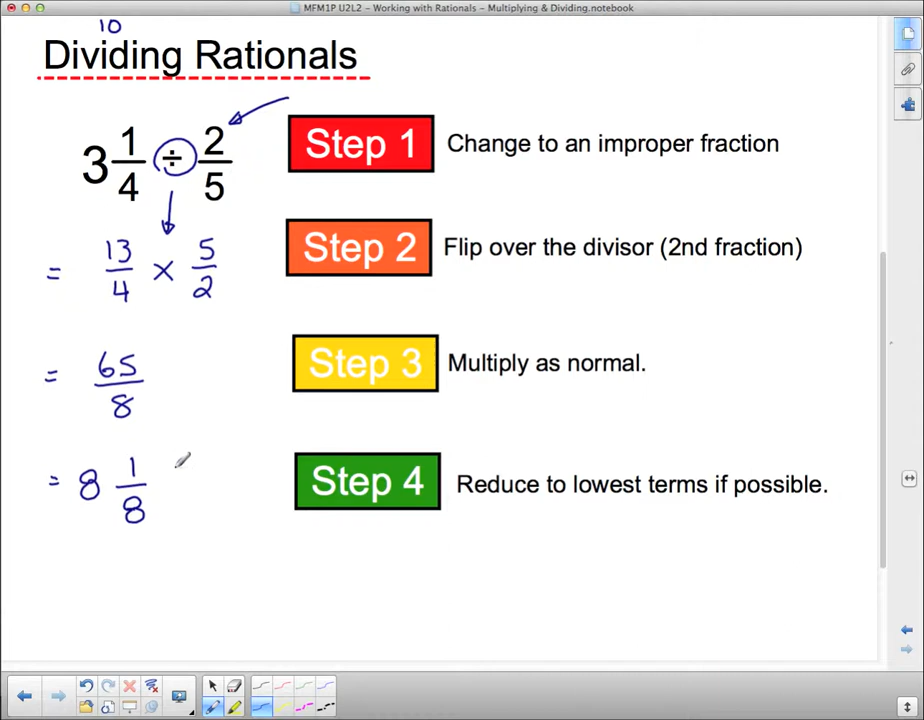 MFM1P U2L2 – Working with Rationals – Multiplying & Dividing.notebook
10
Dividing Rationals
3 1/4 ÷ 2/5
Step 1 Change to an improper fraction
= 13/4 × 5/2
Step 2 Flip over the divisor (2nd fraction)
= 65/8
Step 3 Multiply as normal.
= 8 1/8
Step 4 Reduce to lowest terms if possible.